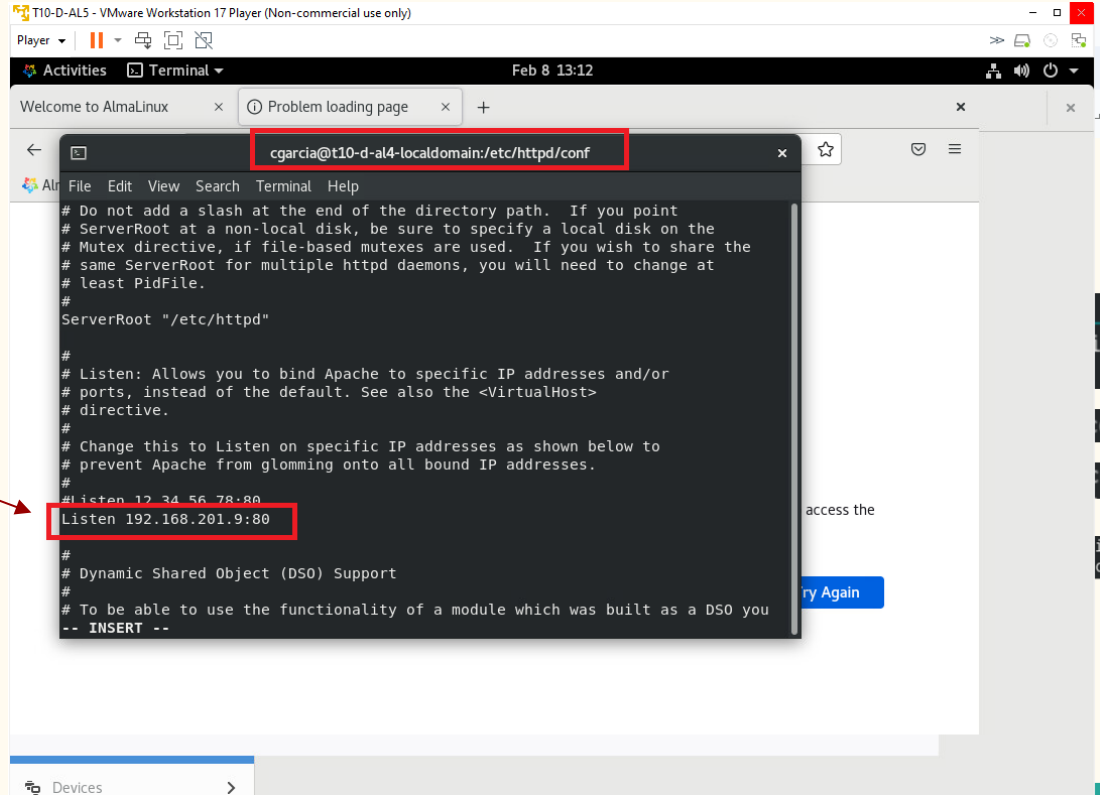 T10-D-AL5 - VMware Workstation 17 Player (Non-commercial use only)
Player
Activities Terminal Feb 8 13:12
Welcome to AlmaLinux × Problem loading page × + ×
cgarcia@t10-d-al4-localdomain:/etc/httpd/conf
File Edit View Search Terminal Help
# Do not add a slash at the end of the directory path.  If you point
# ServerRoot at a non-local disk, be sure to specify a local disk on the
# Mutex directive, if file-based mutexes are used.  If you wish to share the
# same ServerRoot for multiple httpd daemons, you will need to change at
# least PidFile.
#
ServerRoot "/etc/httpd"
#
# Listen: Allows you to bind Apache to specific IP addresses and/or
# ports, instead of the default. See also the <VirtualHost>
# directive.
#
# Change this to Listen on specific IP addresses as shown below to
# prevent Apache from glomming onto all bound IP addresses.
#
#Listen 12.34.56.78:80
Listen 192.168.201.9:80
access the
#
# Dynamic Shared Object (DSO) Support
#
# To be able to use the functionality of a module which was built as a DSO you
-- INSERT --
Again
Devices